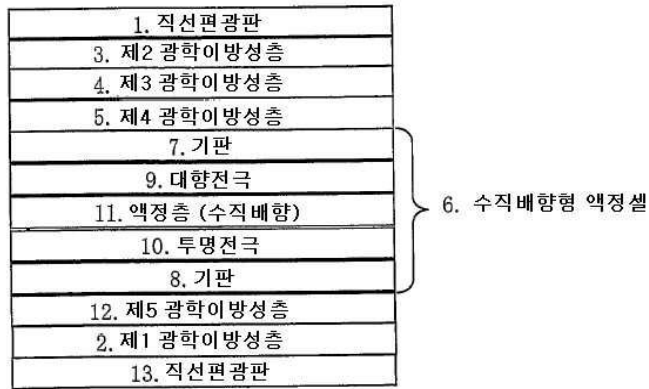 1. 직선편광판
3. 제2 광학이방성층
4. 제3 광학이방성층
5. 제4 광학이방성층
7. 기판
9. 대향전극
11. 액정층 (수직배향)
10. 투명전극
8. 기판
12. 제5 광학이방성층
2. 제1 광학이방성층
13. 직선편광판
6. 수직배향형 액정셀